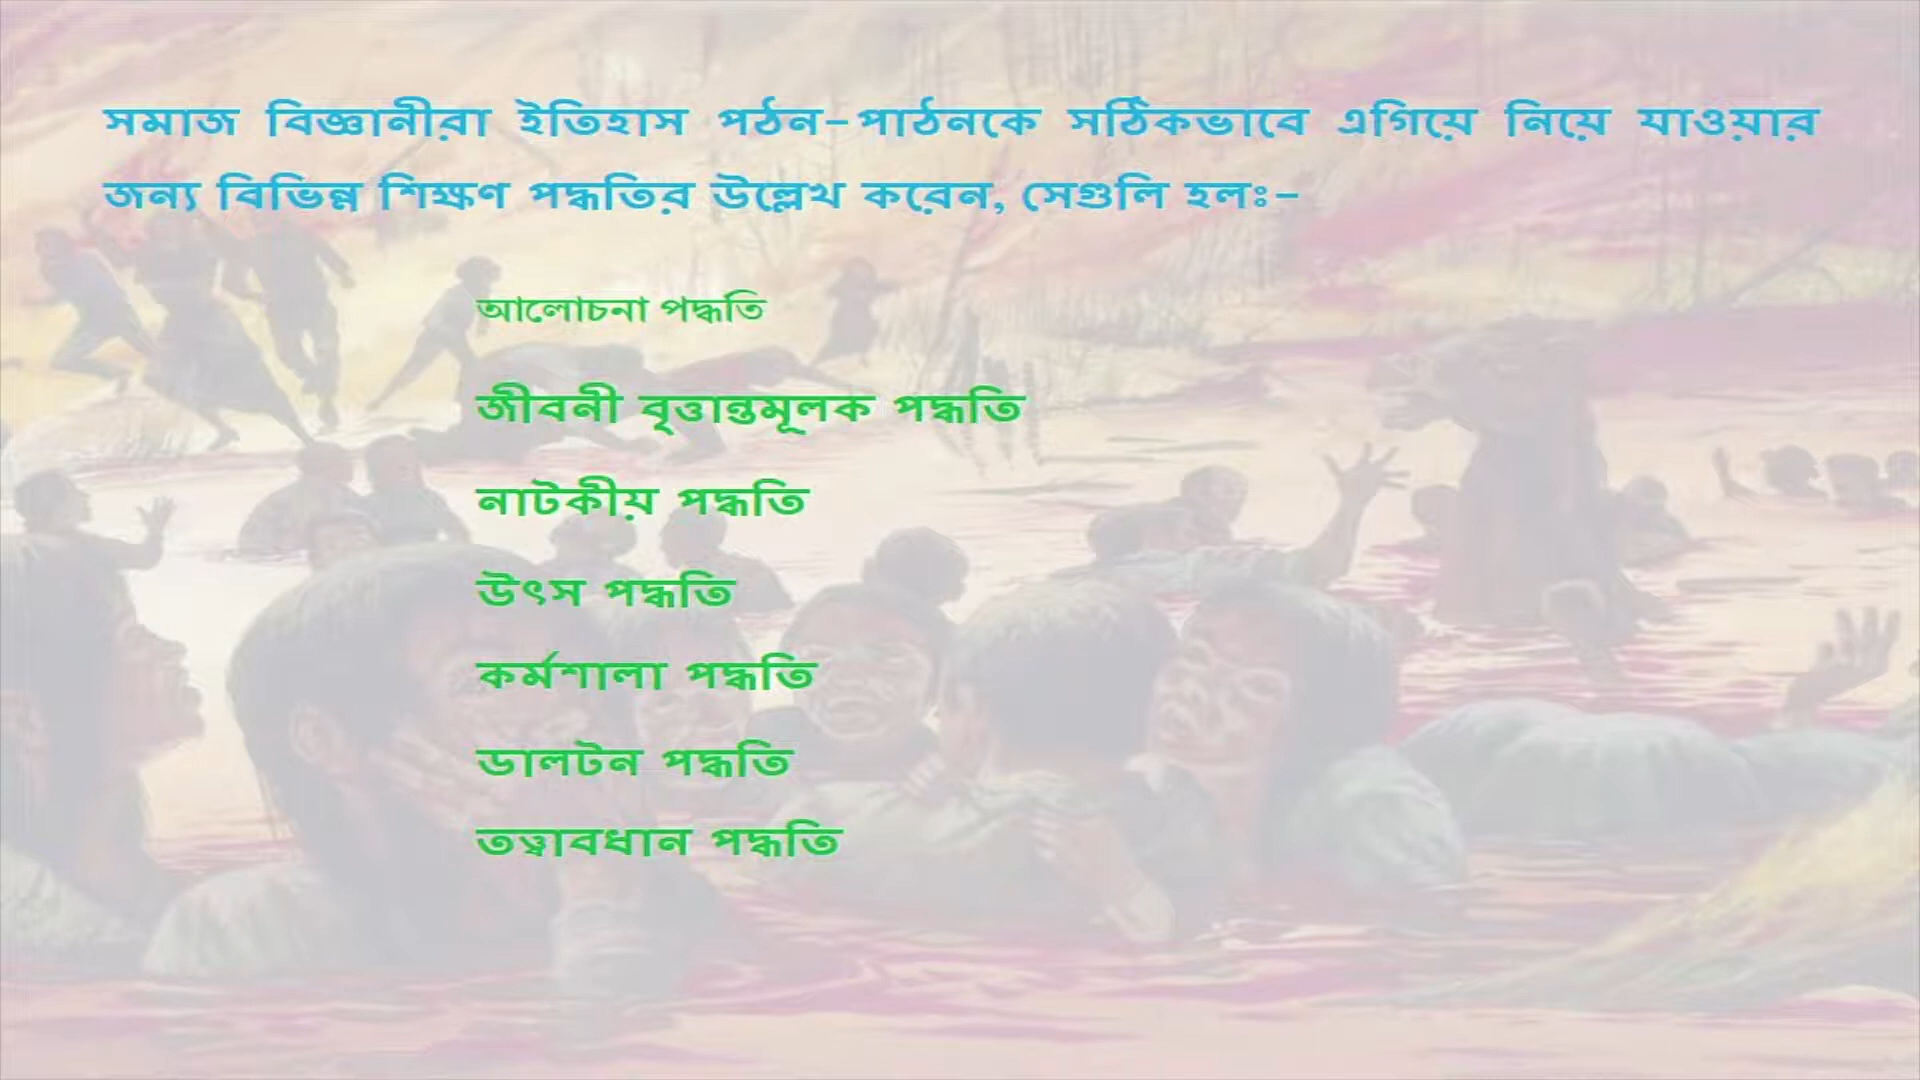 সমাজ বিজ্ঞানীরা ইতিহাস পঠন-পাঠনকে সঠিকভাবে এগিয়ে নিয়ে যাওয়ার
জন্য বিভিন্ন শিক্ষণ পদ্ধতির উল্লেখ করেন, সেগুলি হলঃ-
আলোচনা পদ্ধতি
জীবনী বৃত্তান্তমূলক পদ্ধতি
নাটকীয় পদ্ধতি
উৎস পদ্ধতি
কর্মশালা পদ্ধতি
ডালটন পদ্ধতি
তত্ত্বাবধান পদ্ধতি